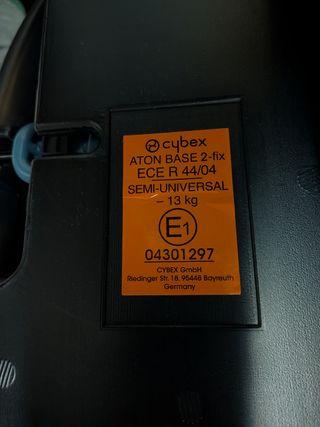 cybex
ATON BASE 2-fix
ECE R 44/04
SEMI-UNIVERSAL
– 13 kg
E1
04301297
CYBEX GmbH
Riedinger Str. 18, 95448 Bayreuth
Germany